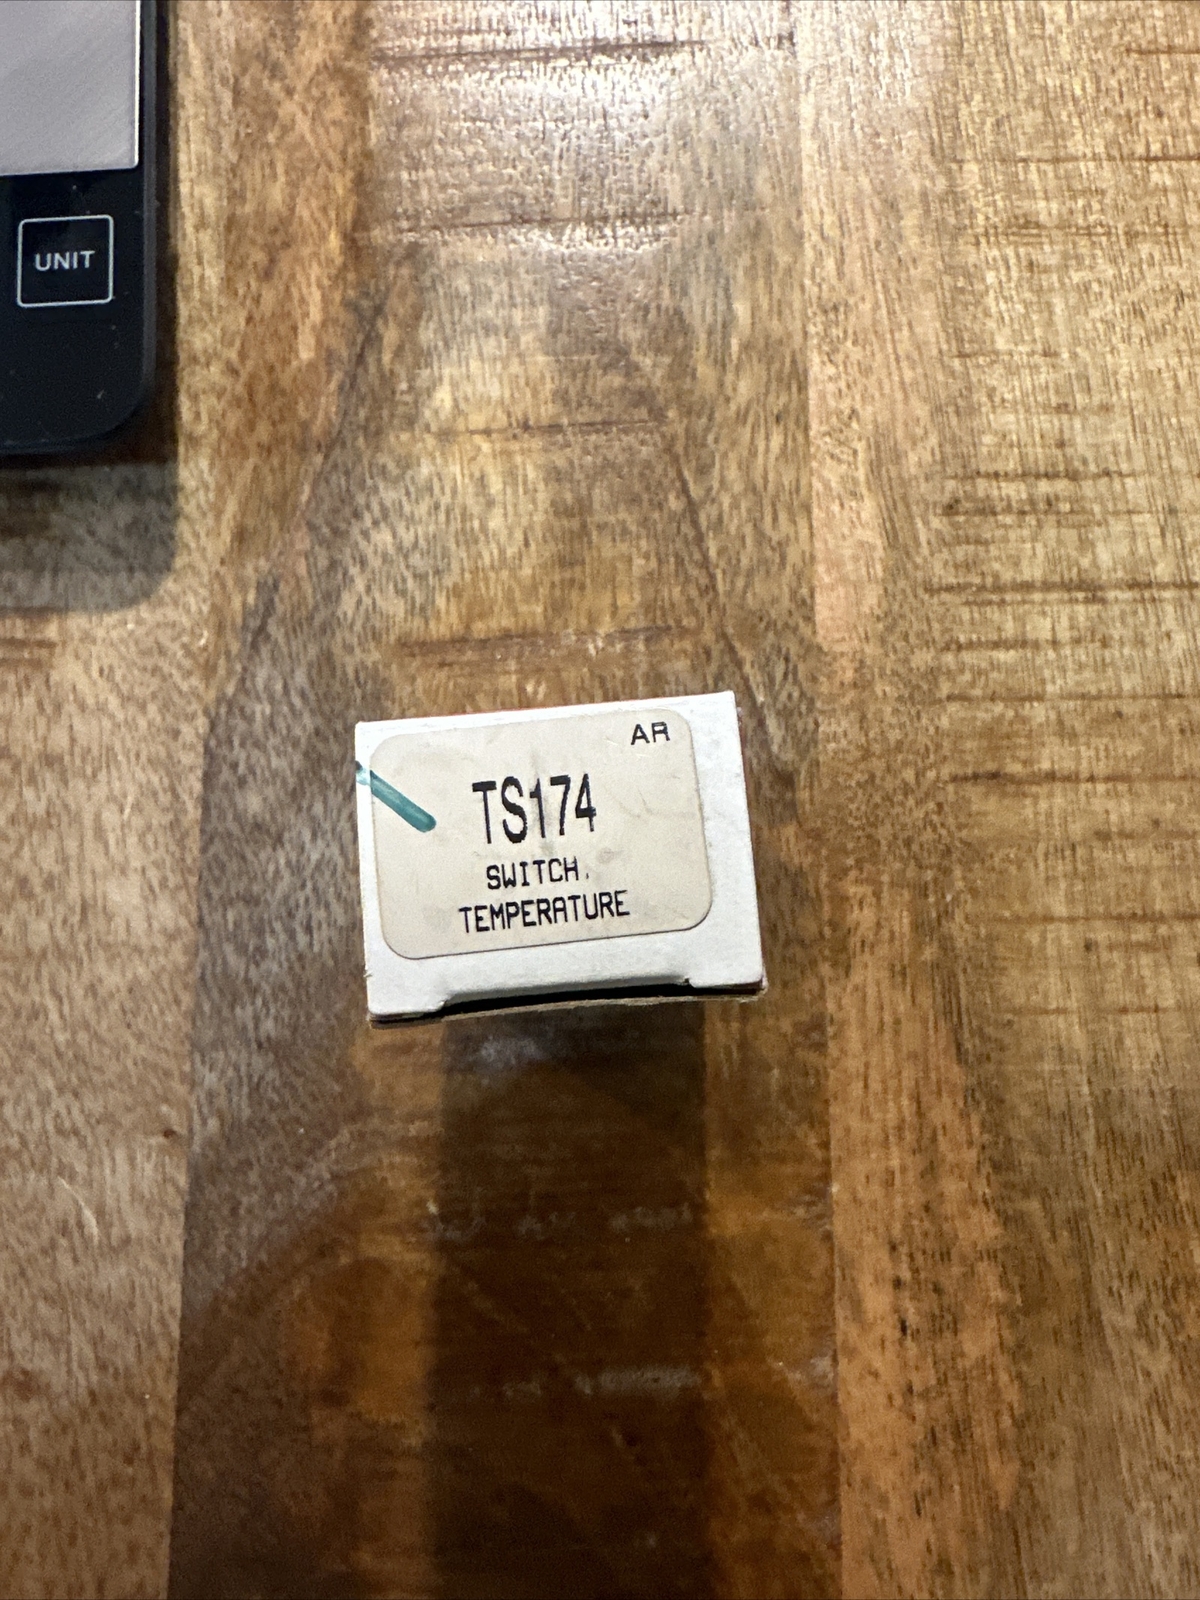 UNIT
AR
TS174
SWITCH,
TEMPERATURE